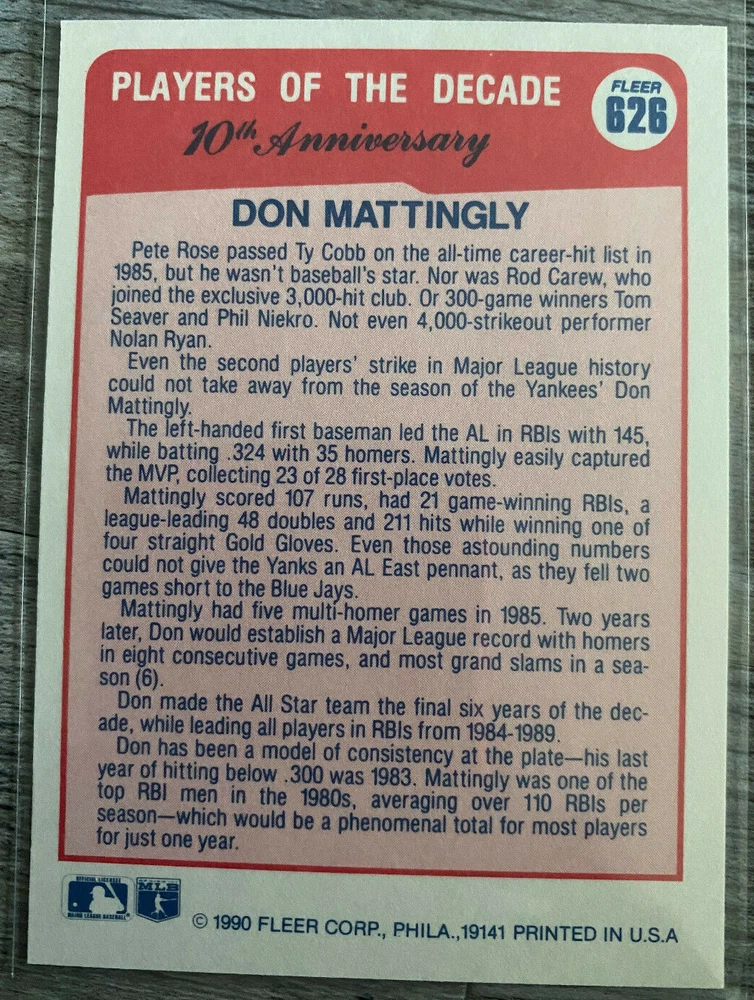 PLAYERS OF THE DECADE
10th Anniversary
FLEER
626
DON MATTINGLY
Pete Rose passed Ty Cobb on the all-time career-hit list in
1985, but he wasn't baseball's star. Nor was Rod Carew, who
joined the exclusive 3,000-hit club. Or 300-game winners Tom
Seaver and Phil Niekro. Not even 4,000-strikeout performer
Nolan Ryan.
Even the second players' strike in Major League history
could not take away from the season of the Yankees' Don
Mattingly.
The left-handed first baseman led the AL in RBIs with 145,
while batting .324 with 35 homers. Mattingly easily captured
the MVP, collecting 23 of 28 first-place votes.
Mattingly scored 107 runs, had 21 game-winning RBIs, a
league-leading 48 doubles and 211 hits while winning one of
four straight Gold Gloves. Even those astounding numbers
could not give the Yanks an AL East pennant, as they fell two
games short to the Blue Jays.
Mattingly had five multi-homer games in 1985. Two years
later, Don would establish a Major League record with homers
in eight consecutive games, and most grand slams in a sea-
son (6).
Don made the All Star team the final six years of the dec-
ade, while leading all players in RBIs from 1984-1989.
Don has been a model of consistency at the plate—his last
year of hitting below .300 was 1983. Mattingly was one of the
top RBI men in the 1980s, averaging over 110 RBIs per
season—which would be a phenomenal total for most players
for just one year.
OFFICIAL LICENSEE
MAJOR LEAGUE BASEBALL
MLB
© 1990 FLEER CORP., PHILA.,19141 PRINTED IN U.S.A